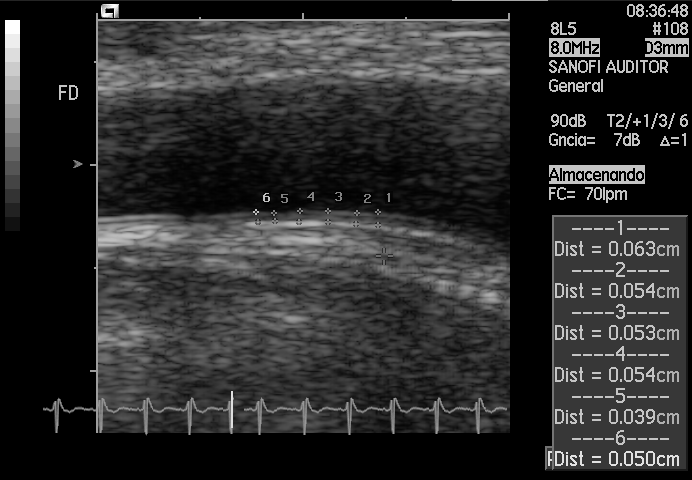 08:36:48
8L5 #108
8.0MHz D3mm
SANOFI AUDITOR
General
FD
90dB T2/+1/3/ 6
Gncia= 7dB Δ=1
Almacenando
FC= 70lpm
6 5 4 3 2 1
----1----
Dist = 0.063cm
----2----
Dist = 0.054cm
----3----
Dist = 0.053cm
----4----
Dist = 0.054cm
----5----
Dist = 0.039cm
----6----
Dist = 0.050cm